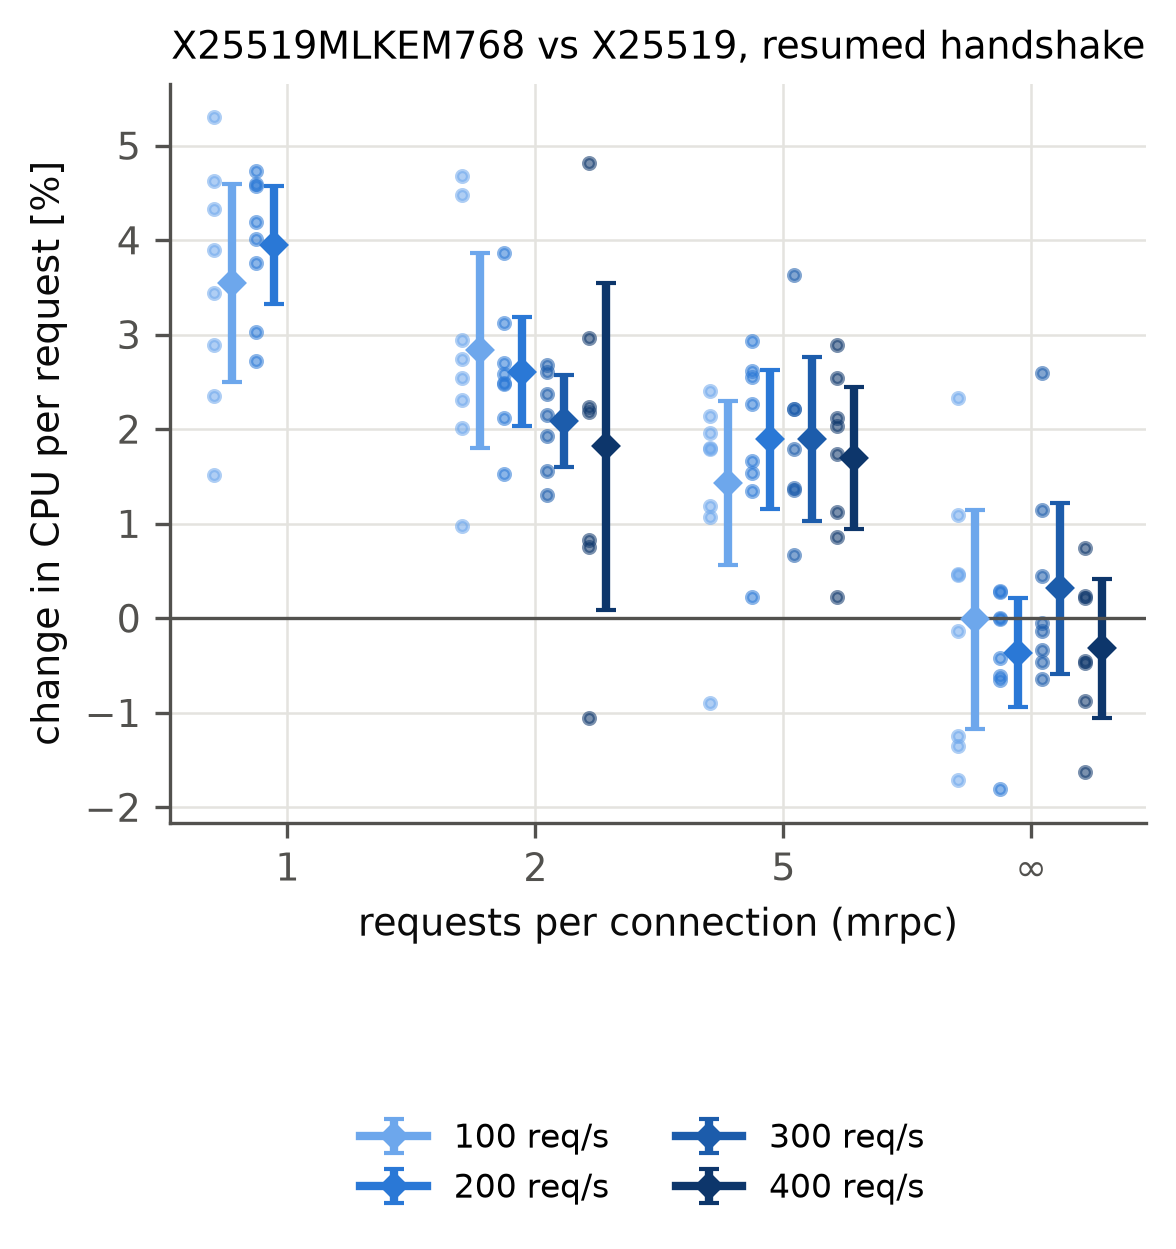 X25519MLKEM768 vs X25519, resumed handshake
change in CPU per request [%]
5
4
3
2
1
0
−1
−2
1 2 5 ∞
requests per connection (mrpc)
100 req/s 300 req/s
200 req/s 400 req/s